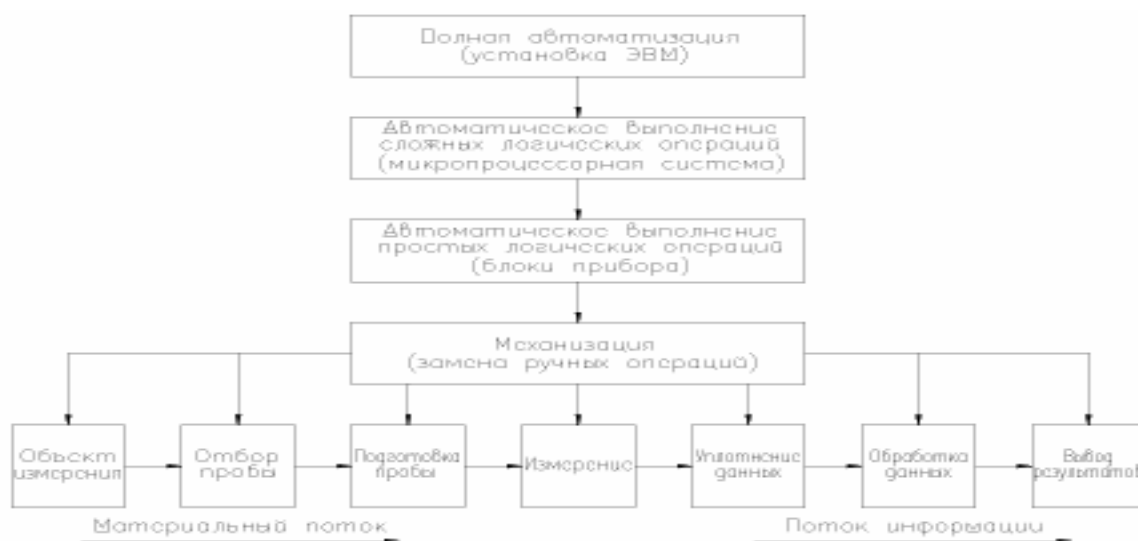 Полная автоматизация
(установка ЭВМ)
Автоматическое выполнение
сложных логических операций
(микропроцессорная система)
Автоматическое выполнение
простых логических операций
(блоки прибора)
Механизация
(замена ручных операций)
Объект
измерения
Отбор
пробы
Подготовка
пробы
Измерение
Уплотнение
данных
Обработка
данных
Вывод
результатов
Материальный поток
Поток информации